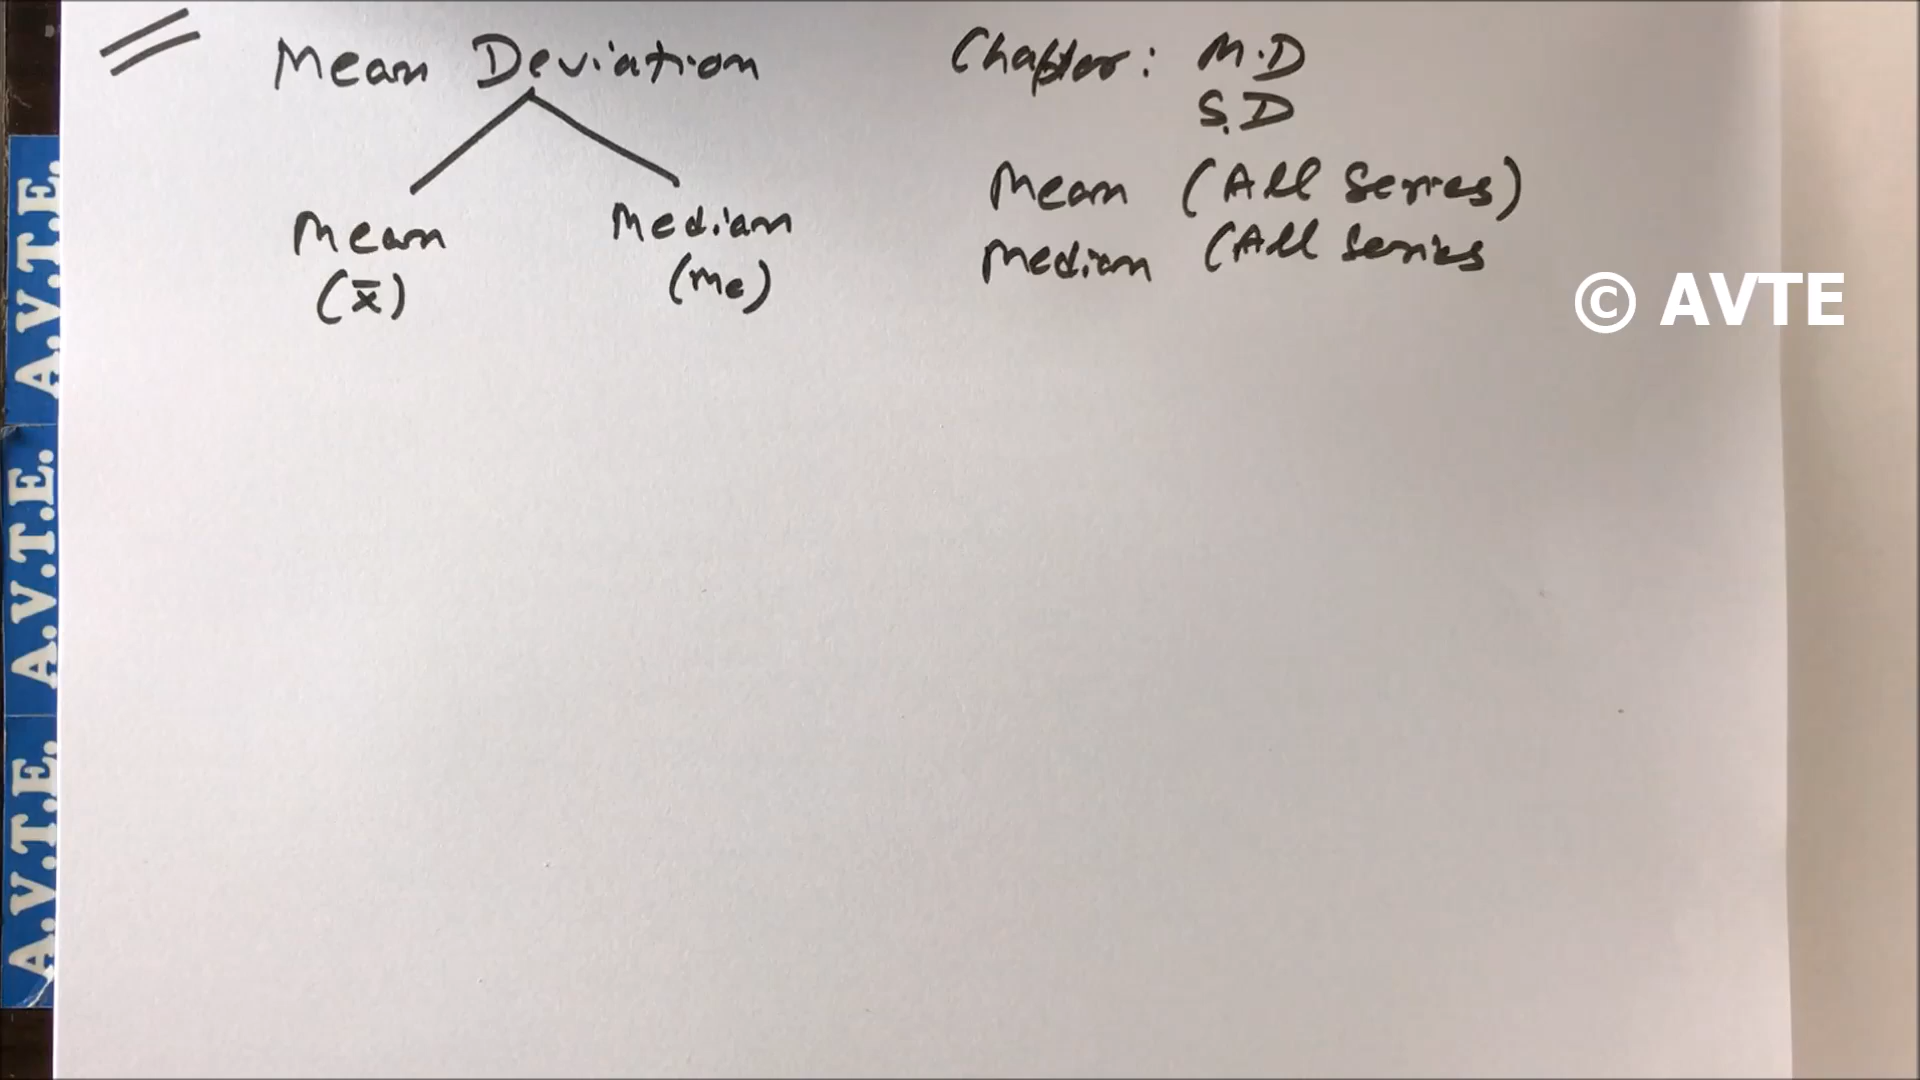 Mean Deviation
Mean
(x̄)
Median
(Me)
Chapter: M.D
S.D
Mean (All Series)
Median (All Series
© AVTE
A.V.T.E.
A.V.T.E.
A.V.T.E.